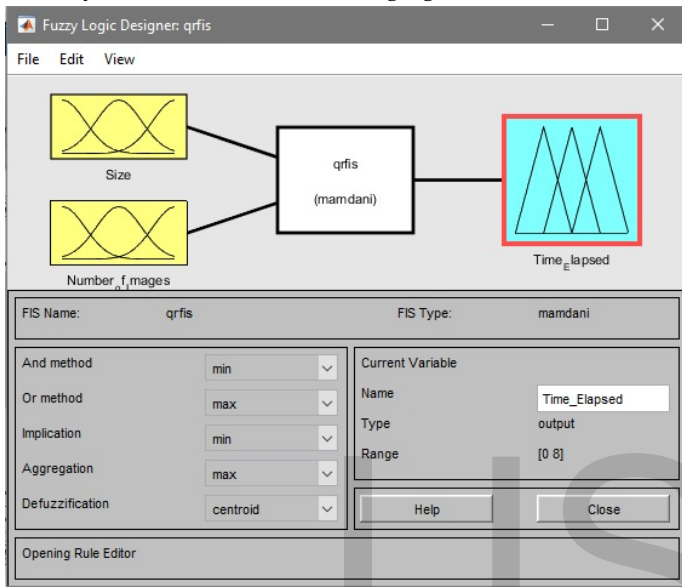 Fuzzy Logic Designer: qrfis
File Edit View
Size
qrfis
(mamdani)
Number_of_Images
Time_Elapsed
FIS Name: qrfis FIS Type: mamdani
And method min
Or method max
Implication min
Aggregation max
Defuzzification centroid
Current Variable
Name Time_Elapsed
Type output
Range [0 8]
Help Close
Opening Rule Editor